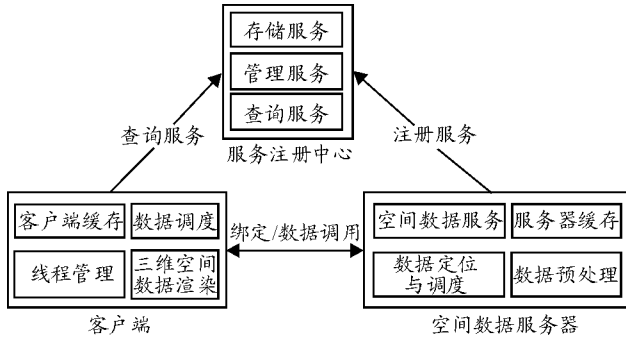 存储服务
管理服务
查询服务
服务注册中心
查询服务
注册服务
客户端缓存
数据调度
线程管理
三维空间
数据渲染
客户端
绑定/数据调用
空间数据服务
服务器缓存
数据定位
与调度
数据预处理
空间数据服务器